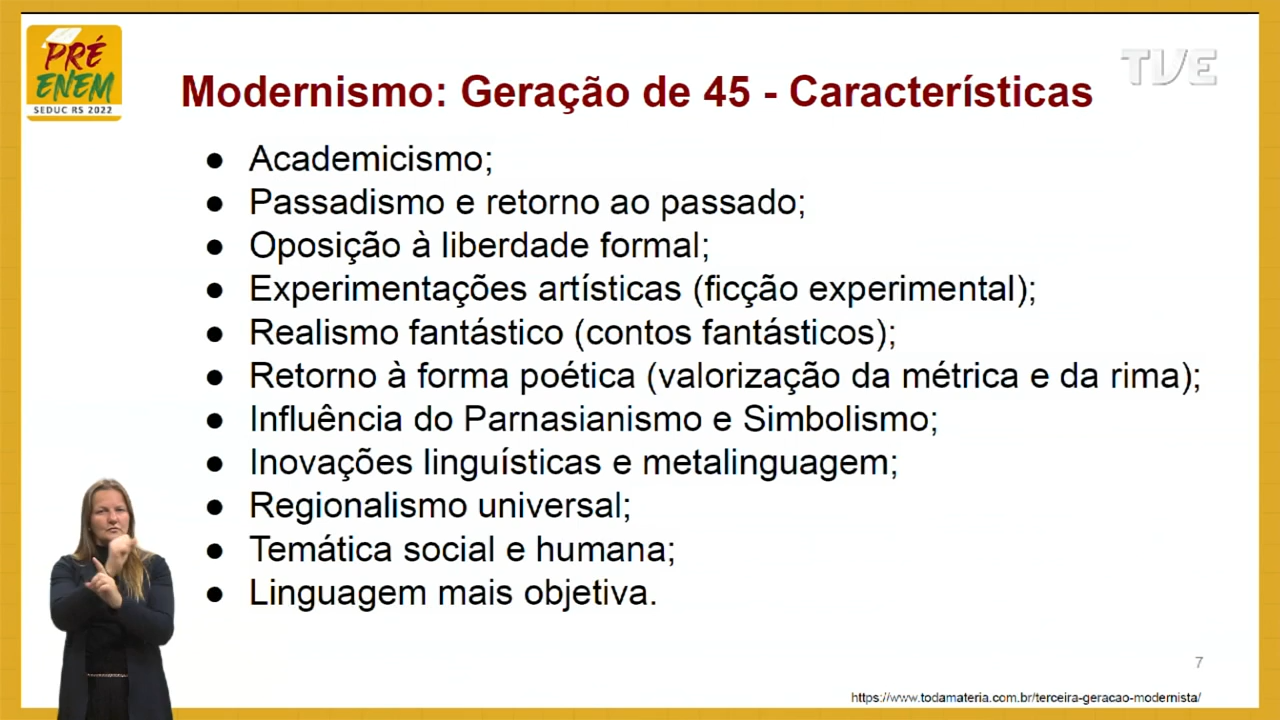 PRÉ
ENEM
SEDUC RS 2022
TVE
Modernismo: Geração de 45 - Características
● Academicismo;
● Passadismo e retorno ao passado;
● Oposição à liberdade formal;
● Experimentações artísticas (ficção experimental);
● Realismo fantástico (contos fantásticos);
● Retorno à forma poética (valorização da métrica e da rima);
● Influência do Parnasianismo e Simbolismo;
● Inovações linguísticas e metalinguagem;
● Regionalismo universal;
● Temática social e humana;
● Linguagem mais objetiva.
7
https://www.todamateria.com.br/terceira-geracao-modernista/